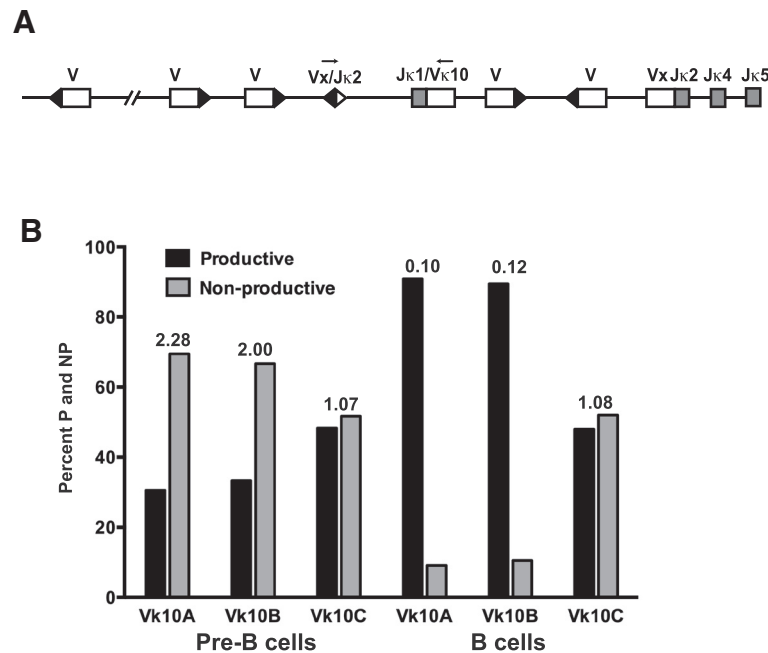 A
V V V Vx/Jκ2 Jκ1/Vκ10 V V Vx Jκ2 Jκ4 Jκ5
B
Percent P and NP
100
80
60
40
20
0
Productive
Non-productive
2.28 2.00 1.07 0.10 0.12 1.08
Vk10A Vk10B Vk10C Vk10A Vk10B Vk10C
Pre-B cells B cells